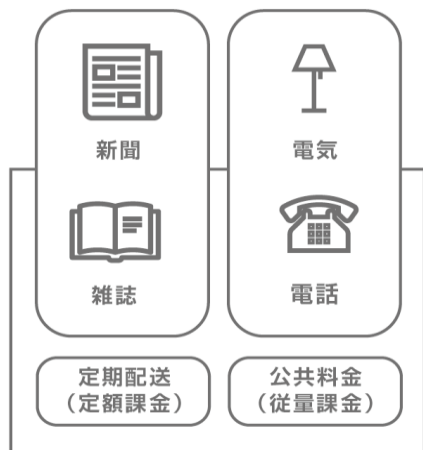 新聞
電気
雑誌
電話
定期配送
（定額課金）
公共料金
（従量課金）